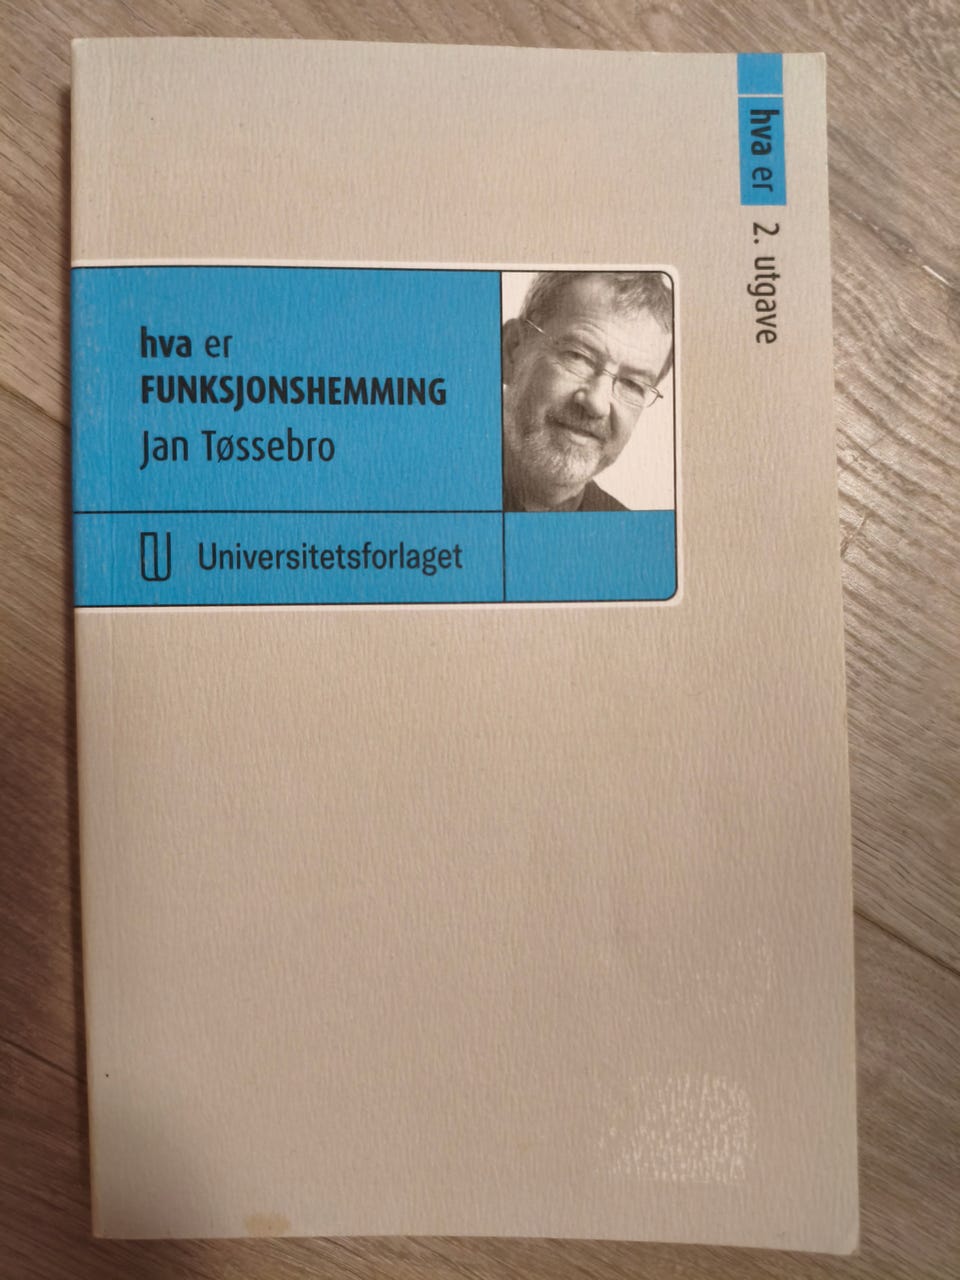 hva er 2. utgave
hva er
FUNKSJONSHEMMING
Jan Tøssebro
Universitetsforlaget